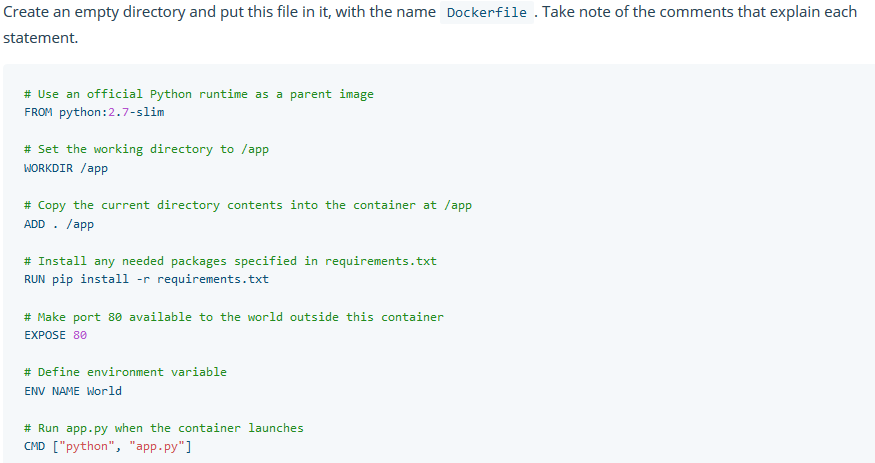 Create an empty directory and put this file in it, with the name Dockerfile . Take note of the comments that explain each
statement.
# Use an official Python runtime as a parent image
FROM python:2.7-slim
# Set the working directory to /app
WORKDIR /app
# Copy the current directory contents into the container at /app
ADD . /app
# Install any needed packages specified in requirements.txt
RUN pip install -r requirements.txt
# Make port 80 available to the world outside this container
EXPOSE 80
# Define environment variable
ENV NAME World
# Run app.py when the container launches
CMD ["python", "app.py"]